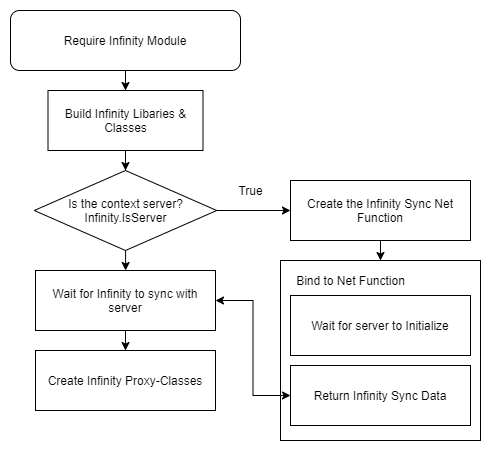 Require Infinity Module
Build Infinity Libaries &
Classes
Is the context server?
Infinity.IsServer
True
Create the Infinity Sync Net
Function
Bind to Net Function
Wait for Infinity to sync with
server
Wait for server to Initialize
Create Infinity Proxy-Classes
Return Infinity Sync Data